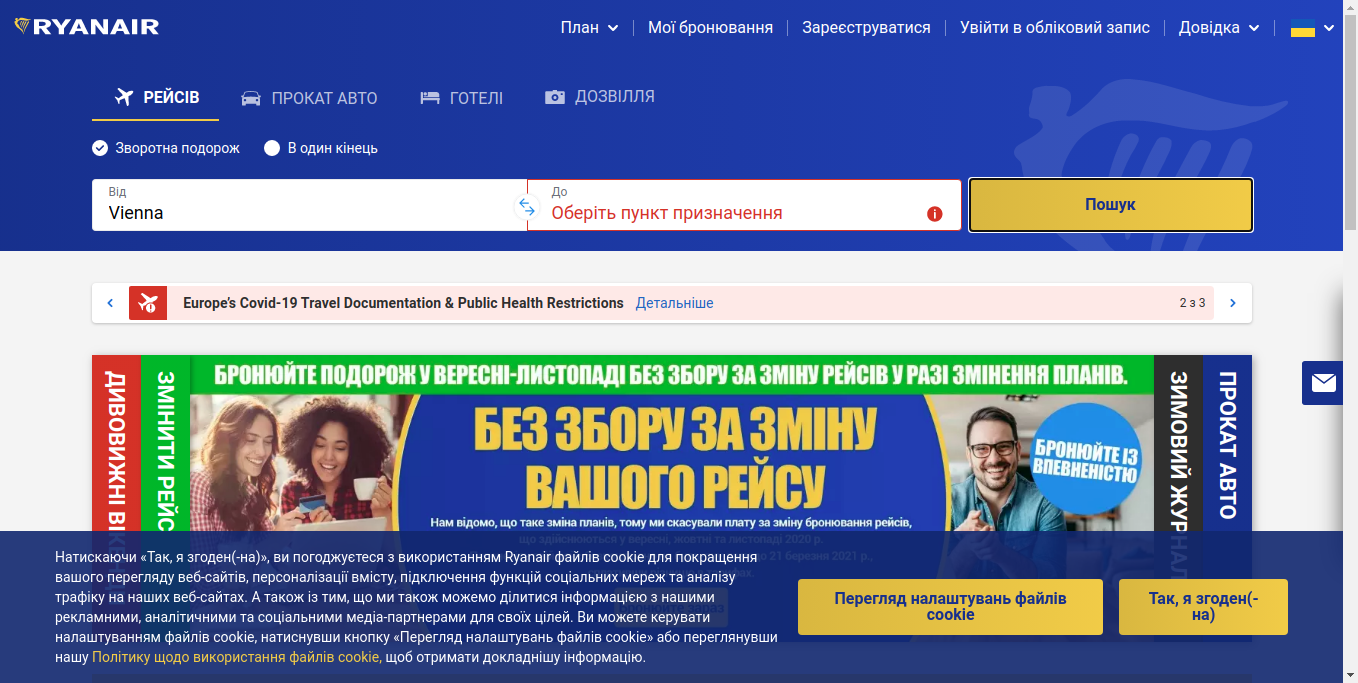 RYANAIR
План
Мої бронювання
Зареєструватися
Увійти в обліковий запис
Довідка
РЕЙСІВ
ПРОКАТ АВТО
ГОТЕЛІ
ДОЗВІЛЛЯ
Зворотна подорож
В один кінець
Від
Vienna
До
Оберіть пункт призначення
Пошук
Europe's Covid-19 Travel Documentation & Public Health Restrictions Детальніше
2 з 3
ДИВОВИЖНІ
ЗМІНИТИ
БРОНЮЙТЕ ПОДОРОЖ У ВЕРЕСНІ-ЛИСТОПАДІ БЕЗ ЗБОРУ ЗА ЗМІНУ РЕЙСІВ У РАЗІ ЗМІНЕННЯ ПЛАНІВ.
БЕЗ ЗБОРУ ЗА ЗМІНУ
ВАШОГО РЕЙСУ
Нам відомо, що таке зміна планів, тому ми скасували плату за зміну бронювання рейсів,
що здійснюються у вересні, жовтні та листопаді 2020 р.
до 21 березня 2021 р.,
БРОНЮЙТЕ ІЗ
ВПЕВНЕНІСТЮ
ЗИМОВИЙ ЖУРНАЛ
ПРОКАТ АВТО
Натискаючи «Так, я згоден(-на)», ви погоджуєтеся з використанням Ryanair файлів cookie для покращення
вашого перегляду веб-сайтів, персоналізації вмісту, підключення функцій соціальних мереж та аналізу
трафіку на наших веб-сайтах. А також із тим, що ми також можемо ділитися інформацією з нашими
рекламними, аналітичними та соціальними медіа-партнерами для своїх цілей. Ви можете керувати
налаштуванням файлів cookie, натиснувши кнопку «Перегляд налаштувань файлів cookie» або переглянувши
нашу Політику щодо використання файлів cookie, щоб отримати докладнішу інформацію.
Перегляд налаштувань файлів
cookie
Так, я згоден(-
на)